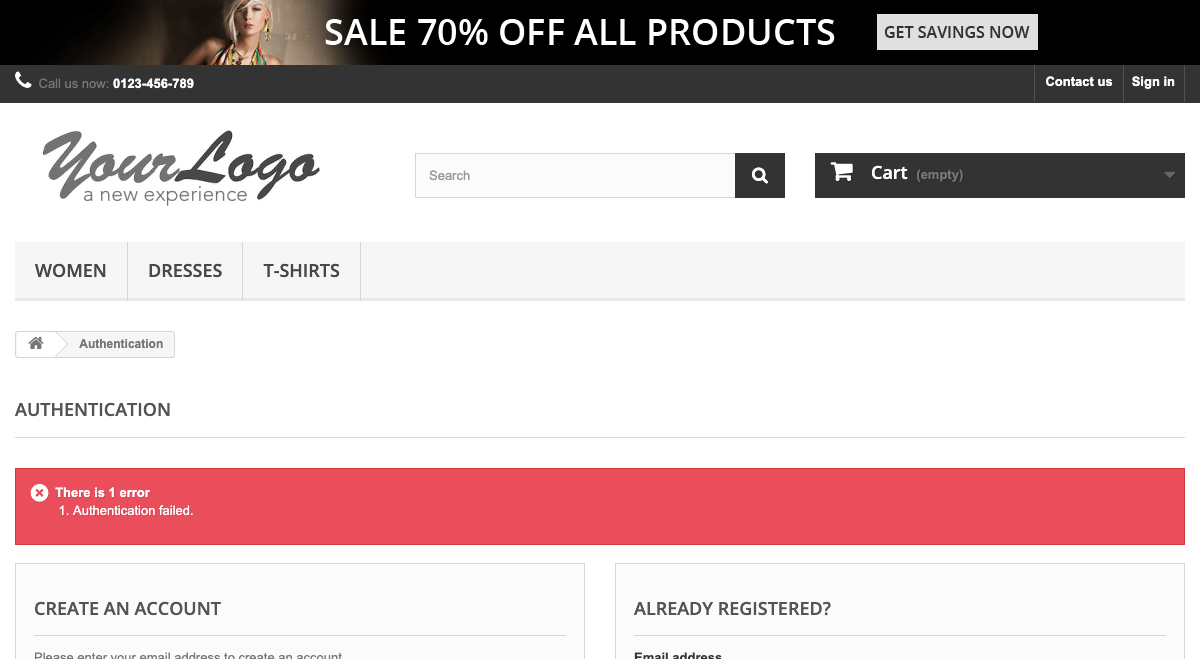 SALE 70% OFF ALL PRODUCTS
GET SAVINGS NOW
Call us now: 0123-456-789
Contact us
Sign in
YourLogo
a new experience
Search
Cart (empty)
WOMEN
DRESSES
T-SHIRTS
Authentication
AUTHENTICATION
There is 1 error
1. Authentication failed.
CREATE AN ACCOUNT
Please enter your email address to create an account.
ALREADY REGISTERED?
Email address